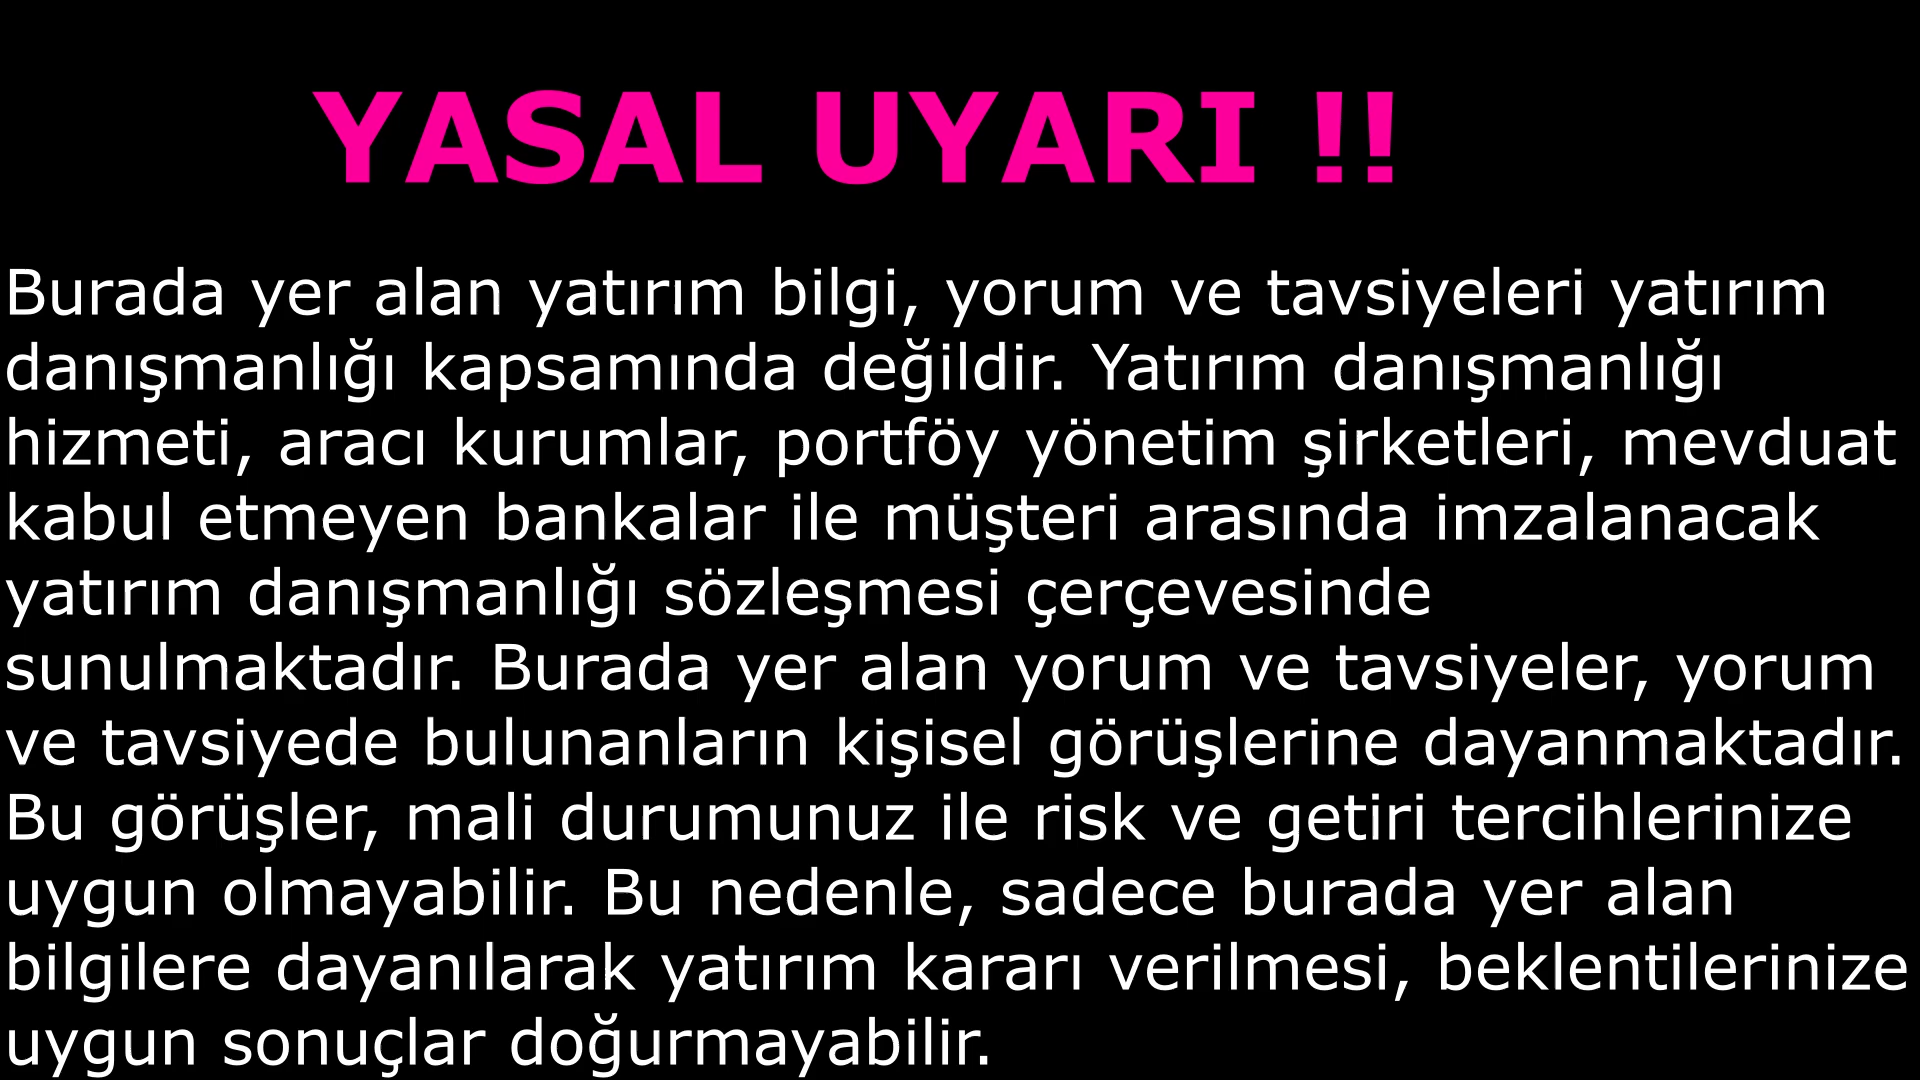 YASAL UYARI !!
Burada yer alan yatırım bilgi, yorum ve tavsiyeleri yatırım
danışmanlığı kapsamında değildir. Yatırım danışmanlığı
hizmeti, aracı kurumlar, portföy yönetim şirketleri, mevduat
kabul etmeyen bankalar ile müşteri arasında imzalanacak
yatırım danışmanlığı sözleşmesi çerçevesinde
sunulmaktadır. Burada yer alan yorum ve tavsiyeler, yorum
ve tavsiyede bulunanların kişisel görüşlerine dayanmaktadır.
Bu görüşler, mali durumunuz ile risk ve getiri tercihlerinize
uygun olmayabilir. Bu nedenle, sadece burada yer alan
bilgilere dayanılarak yatırım kararı verilmesi, beklentilerinize
uygun sonuçlar doğurmayabilir.